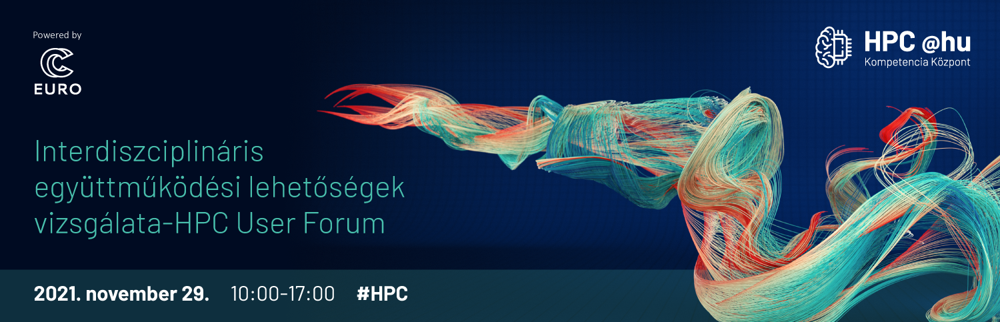 Powered by
EURO
HPC @hu
Kompetencia Központ
Interdiszciplináris
együttműködési lehetőségek
vizsgálata-HPC User Forum
2021. november 29. 10:00-17:00 #HPC